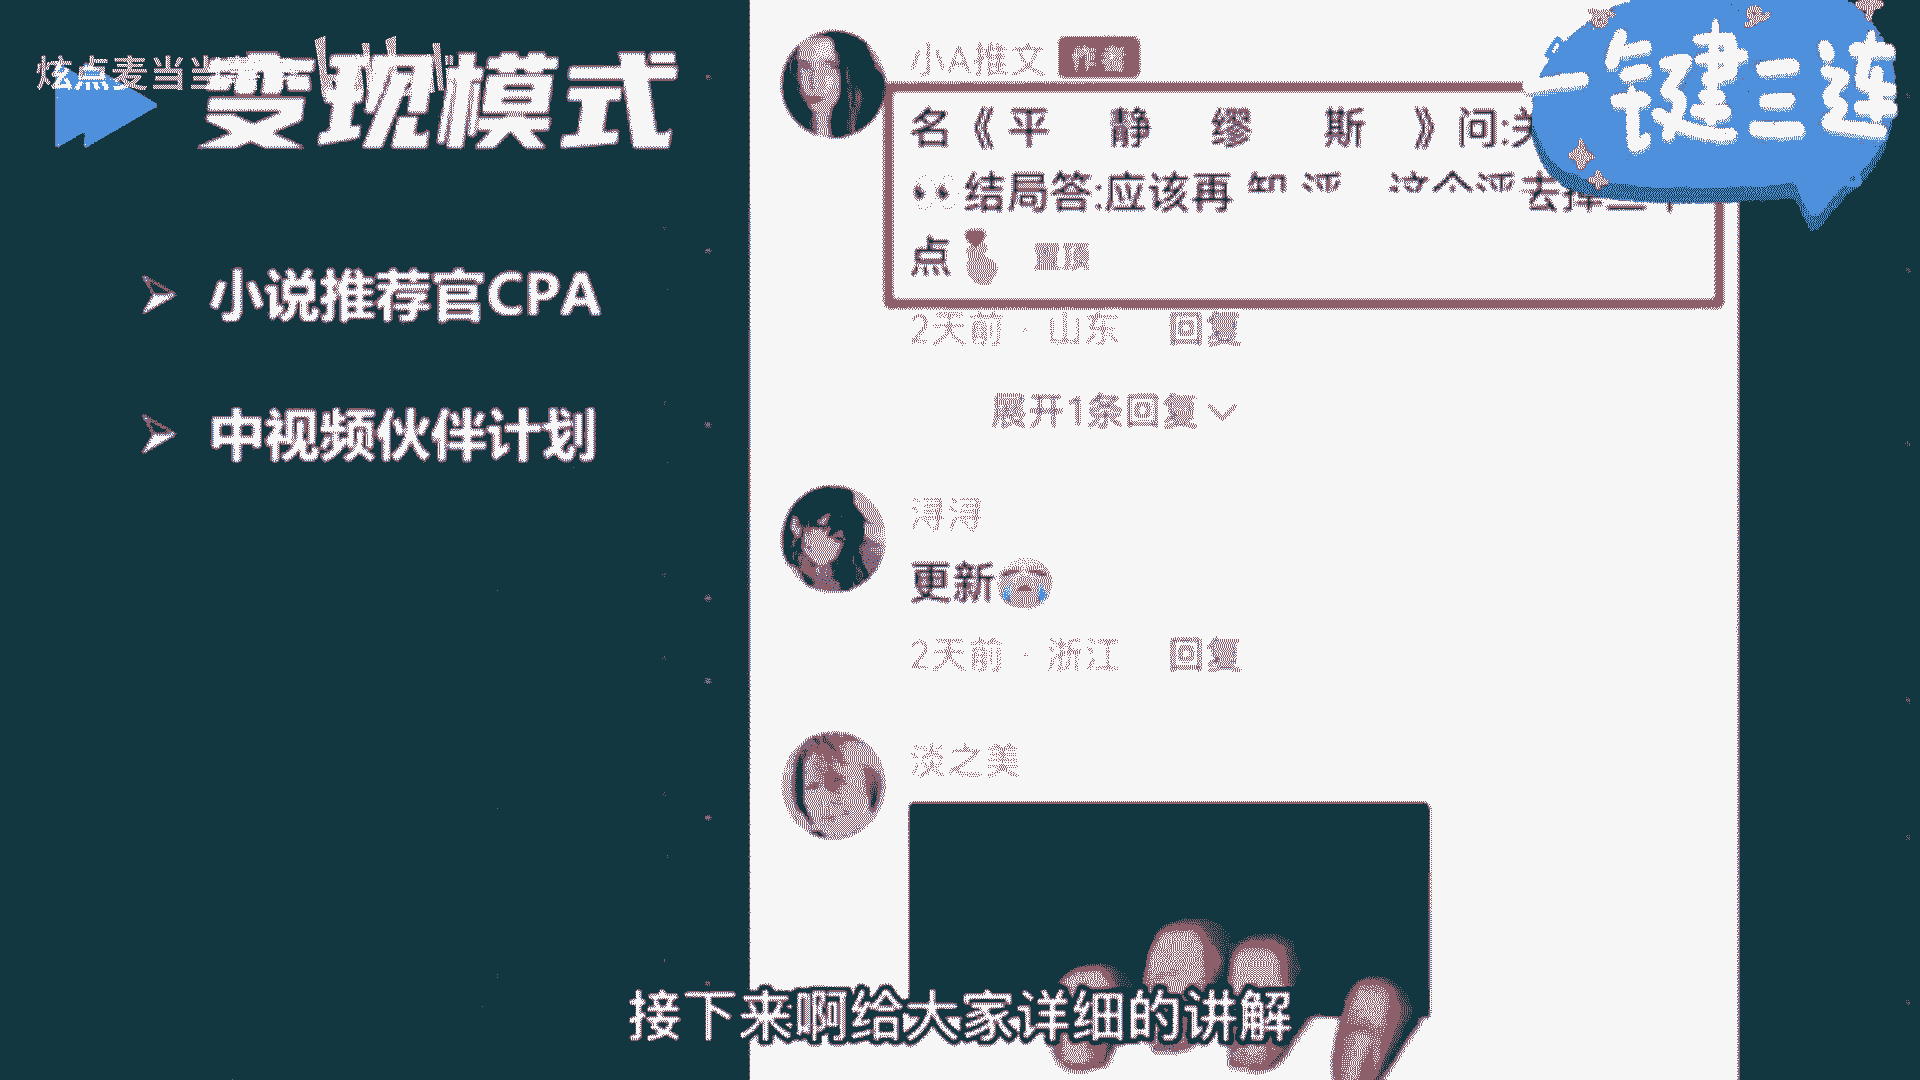 炫点麦当当
变现模式
小说推荐官CPA
中视频伙伴计划
小A推文 作者
名《平 静 缪 斯 》问:关
结局答:应该再
点 置顶
2天前 · 山东 回复
展开1条回复
浔浔
更新
2天前 · 浙江 回复
淡之美
一键三连
接下来啊给大家详细的讲解